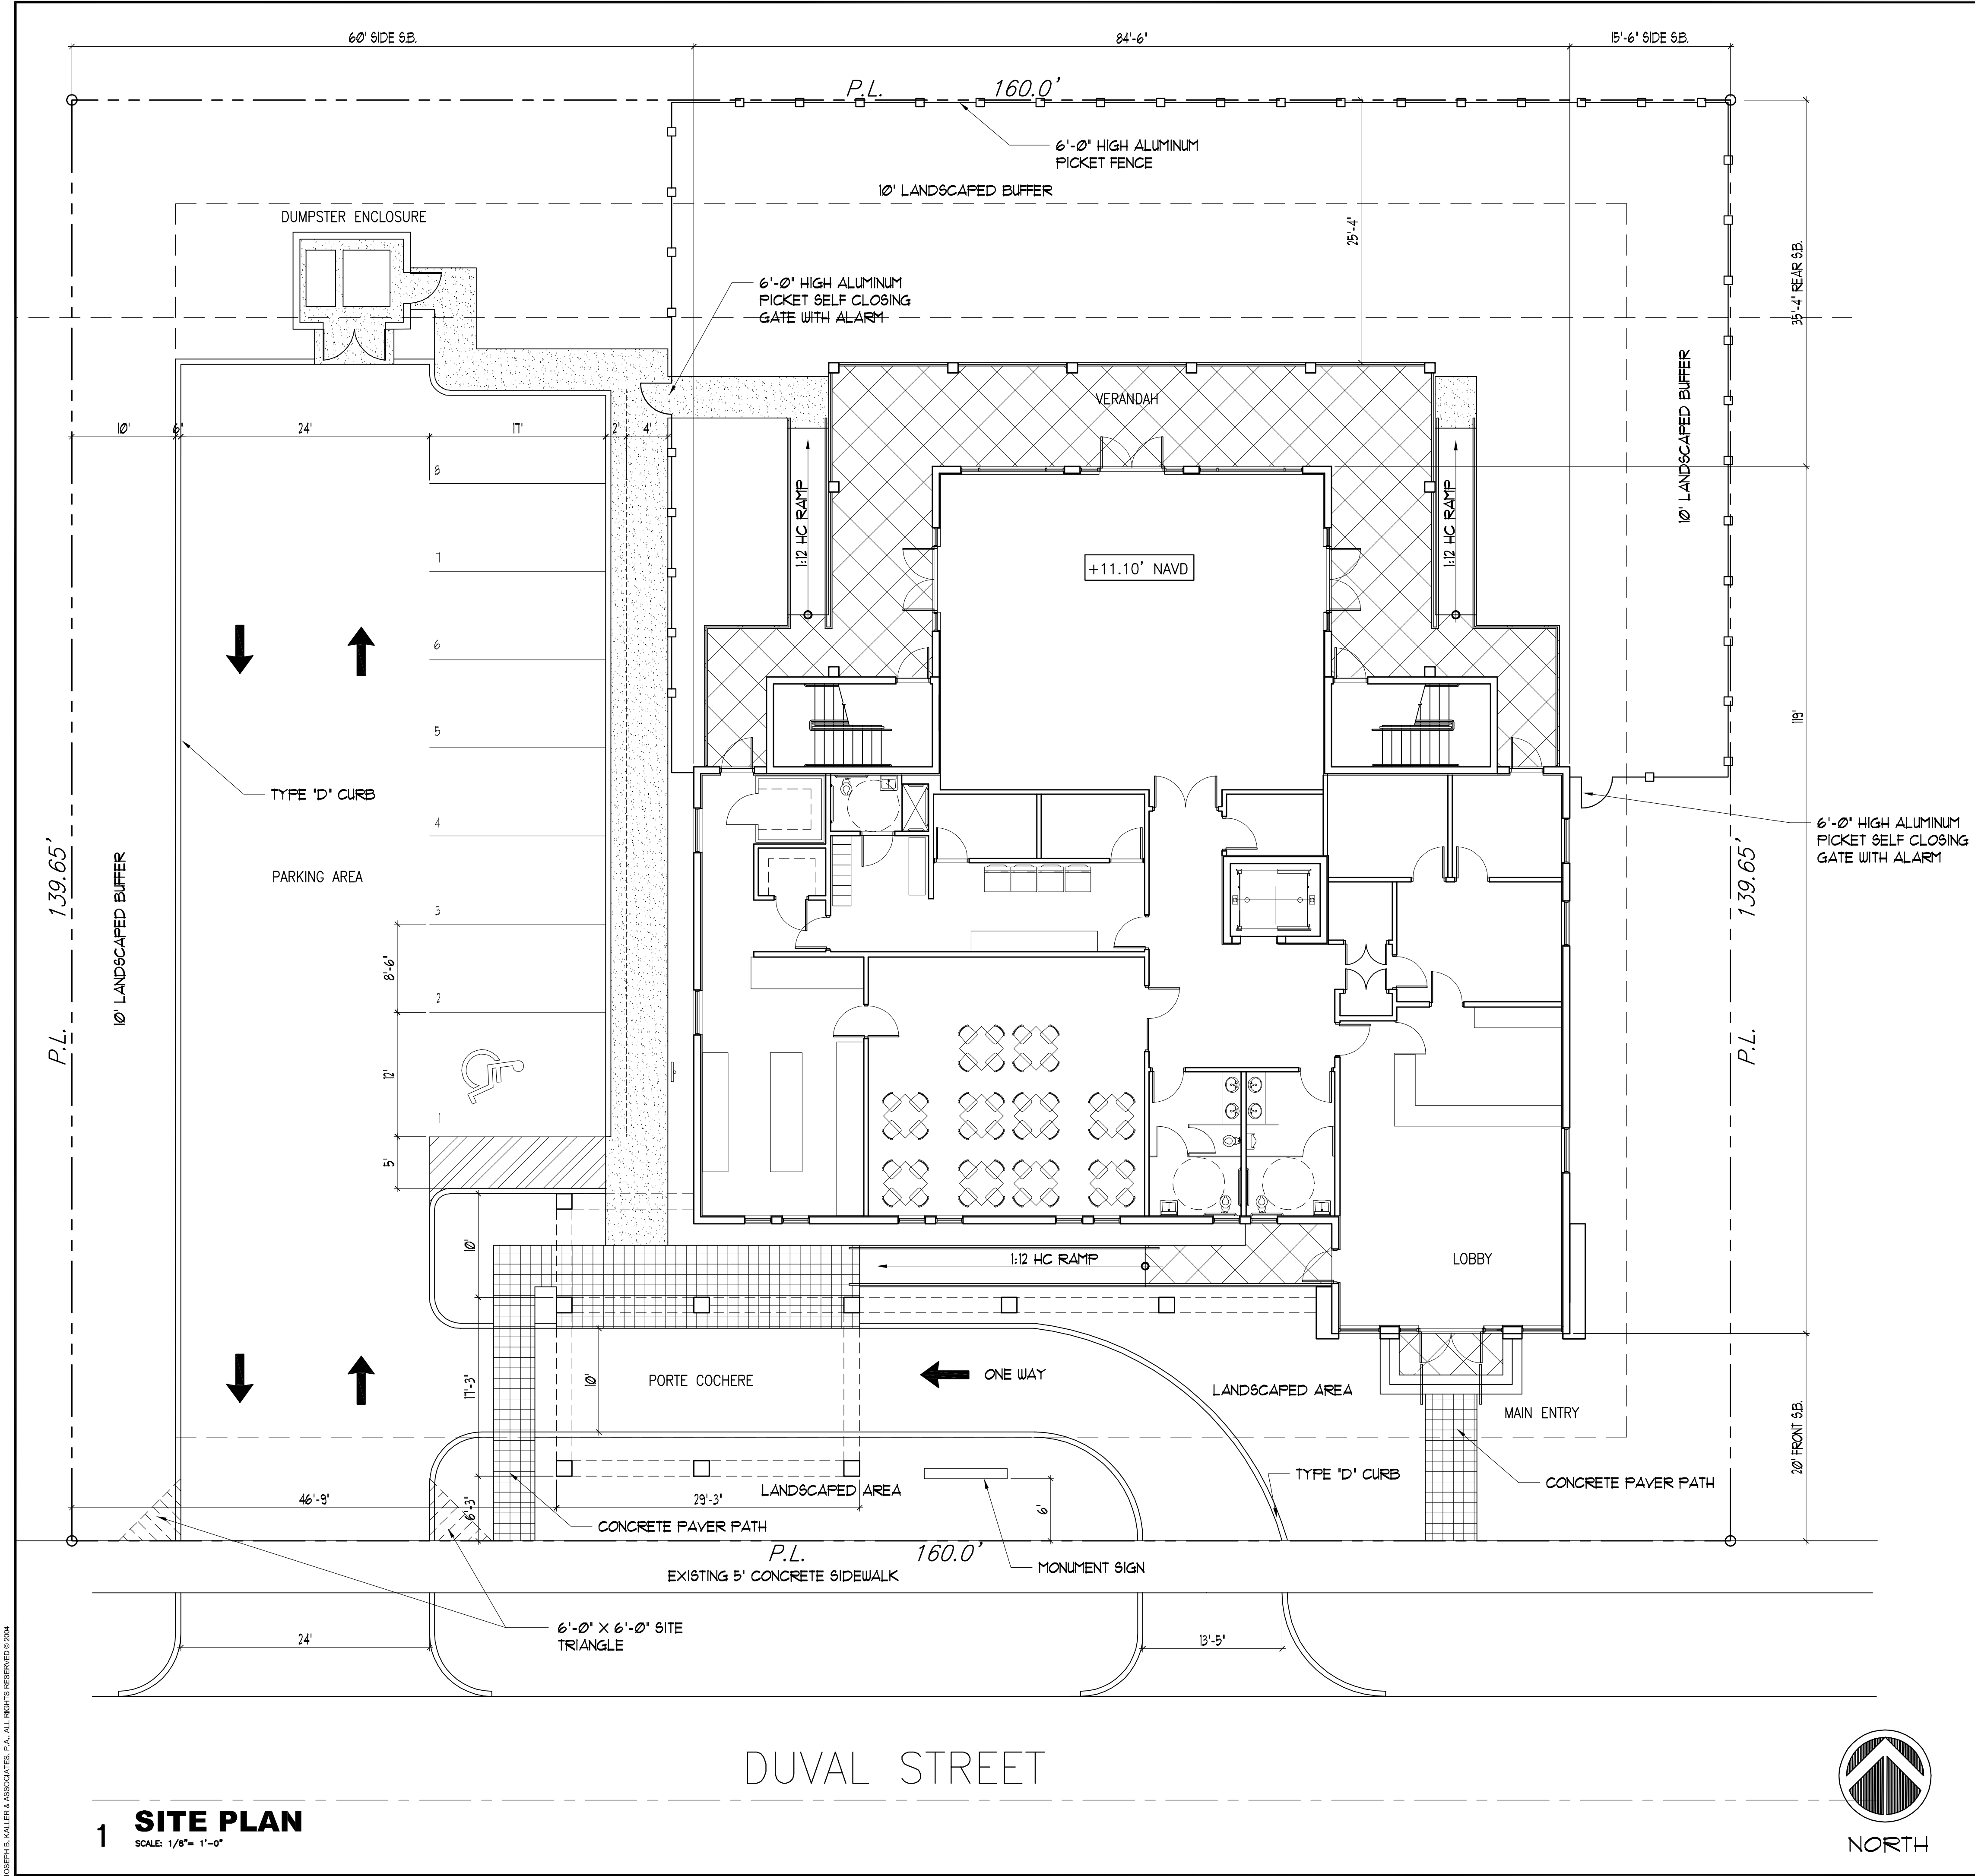 60' SIDE S.B.
84'-6"
15'-6" SIDE S.B.
P.L. 160.0'
6'-0" HIGH ALUMINUM
PICKET FENCE
10' LANDSCAPED BUFFER
DUMPSTER ENCLOSURE
25'-4"
35'-4" REAR S.B.
6'-0" HIGH ALUMINUM
PICKET SELF CLOSING
GATE WITH ALARM
10' LANDSCAPED BUFFER
VERANDAH
10'
6"
24'
17'
2'
4'
8
1:12 HC RAMP
1:12 HC RAMP
7
+11.10' NAVD
6
5
119'
TYPE "D" CURB
4
6'-0" HIGH ALUMINUM
PICKET SELF CLOSING
GATE WITH ALARM
P.L. 139.65'
10' LANDSCAPED BUFFER
PARKING AREA
P.L. 139.65'
3
8'-6"
2
12'
1
5'
10'
1:12 HC RAMP
LOBBY
17'-3"
10'
PORTE COCHERE
ONE WAY
LANDSCAPED AREA
MAIN ENTRY
20' FRONT S.B.
TYPE "D" CURB
CONCRETE PAVER PATH
LANDSCAPED AREA
46'-9"
29'-3"
6'-3"
6'
CONCRETE PAVER PATH
P.L. 160.0'
MONUMENT SIGN
EXISTING 5' CONCRETE SIDEWALK
6'-0" X 6'-0" SITE
TRIANGLE
24'
13'-5"
DUVAL STREET
1 SITE PLAN
SCALE: 1/8"= 1'-0"
NORTH
JOSEPH B. KALLER & ASSOCIATES, P.A., ALL RIGHTS RESERVED © 2004